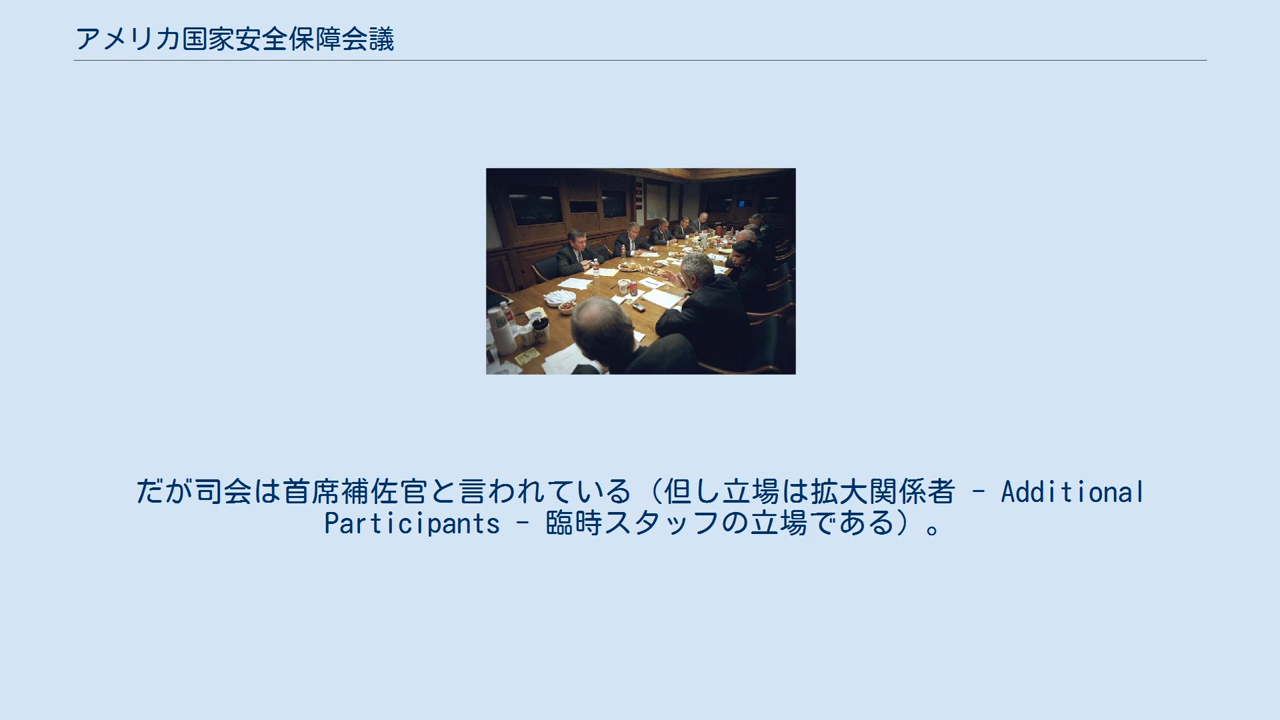 アメリカ国家安全保障会議
だが司会は首席補佐官と言われている（但し立場は拡大関係者 － Additional
Participants － 臨時スタッフの立場である）。